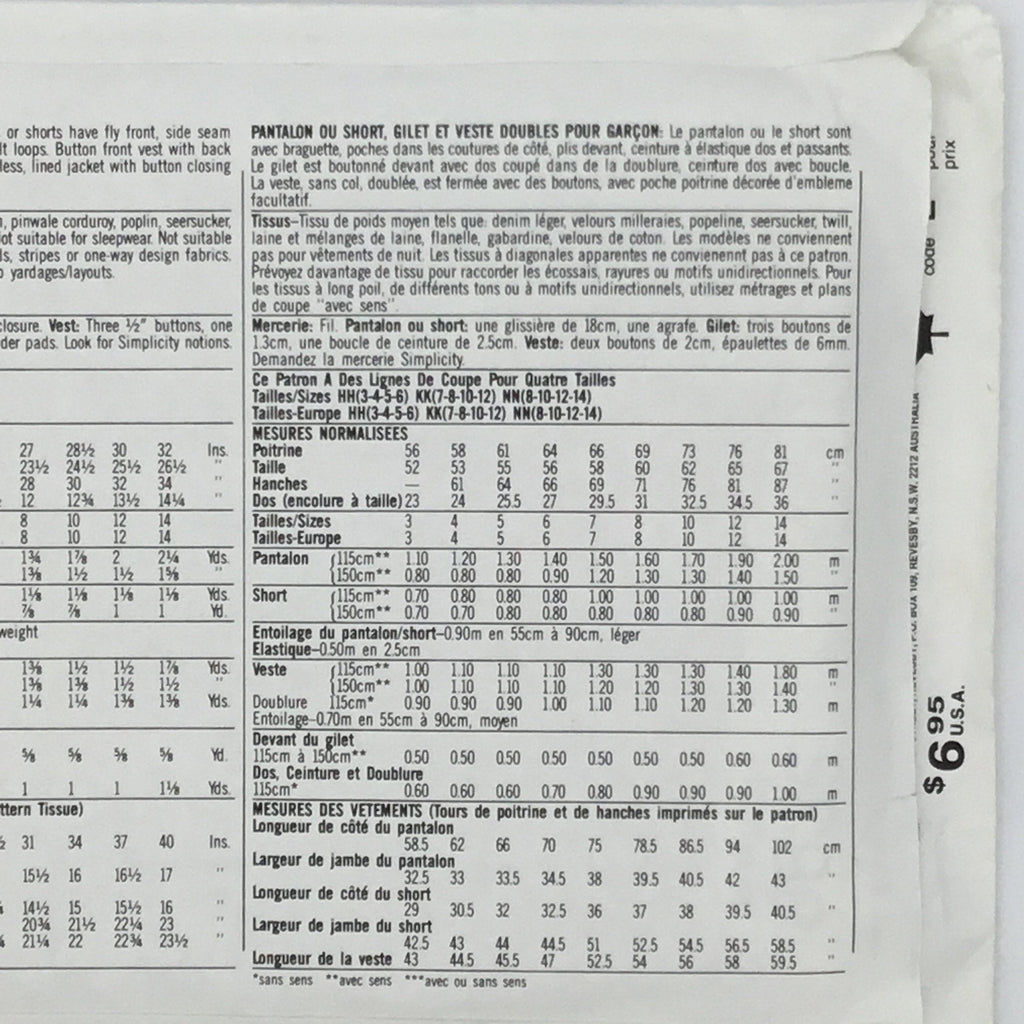 or shorts have fly front, side seam
lt loops. Button front vest with back
less, lined jacket with button closing
, pinwale corduroy, poplin, seersucker,
ot suitable for sleepwear. Not suitable
ls, stripes or one-way design fabrics.
yardages/layouts.
closure. Vest: Three ½" buttons, one
der pads. Look for Simplicity notions.
27 28½ 30 32 Ins.
23½ 24½ 25½ 26½ "
28 30 32 34 "
12 12¾ 13½ 14¼ "
8 10 12 14
8 10 12 14
1¾ 1⅞ 2 2¼ Yds.
1⅜ 1½ 1½ 1⅝ "
1⅛ 1⅛ 1⅛ 1⅛ Yds.
⅞ ⅞ 1 1 Yd.
weight
1⅜ 1½ 1½ 1⅞ Yds.
1⅜ 1⅜ 1½ 1½ "
1¼ 1¼ 1⅜ 1⅜ Yds.
⅝ ⅝ ⅝ ⅝ Yd.
1 1 1 1⅛ Yds.
ttern Tissue)
½ 31 34 37 40 Ins.
15½ 16 16½ 17 "
14½ 15 15½ 16 "
20¾ 21½ 22¼ 23 "
21¼ 22 22¾ 23½ "
PANTALON OU SHORT, GILET ET VESTE DOUBLES POUR GARÇON: Le pantalon ou le short sont
avec braguette, poches dans les coutures de côté, plis devant, ceinture à élastique dos et passants.
Le gilet est boutonné devant avec dos coupé dans de la doublure, ceinture dos avec boucle.
La veste, sans col, doublée, est fermée avec des boutons, avec poche poitrine décorée d'embleme
facultatif.
Tissus–Tissu de poids moyen tels que: denim léger, velours milleraies, popeline, seersucker, twill,
laine et mélanges de laine, flanelle, gabardine, velours de coton. Les modèles ne conviennent
pas pour vêtements de nuit. Les tissus à diagonales apparentes ne convienennt pas à ce patron.
Prévoyez davantage de tissu pour raccorder les écossais, rayures ou motifs unidirectionnels. Pour
les tissus à long poil, de différents tons ou à motifs unidirectionnels, utilisez métrages et plans
de coupe "avec sens".
Mercerie: Fil. Pantalon ou short: une glissière de 18cm, une agrafe. Gilet: trois boutons de
1.3cm, une boucle de ceinture de 2.5cm. Veste: deux boutons de 2cm, épaulettes de 6mm.
Demandez la mercerie Simplicity.
Ce Patron A Des Lignes De Coupe Pour Quatre Tailles
Tailles/Sizes HH(3-4-5-6) KK(7-8-10-12) NN(8-10-12-14)
Tailles-Europe HH(3-4-5-6) KK(7-8-10-12) NN(8-10-12-14)
MESURES NORMALISEES
Poitrine 56 58 61 64 66 69 73 76 81 cm
Taille 52 53 55 56 58 60 62 65 67 "
Hanches — 61 64 66 69 71 76 81 87 "
Dos (encolure à taille) 23 24 25.5 27 29.5 31 32.5 34.5 36 "
Tailles/Sizes 3 4 5 6 7 8 10 12 14
Tailles-Europe 3 4 5 6 7 8 10 12 14
Pantalon {115cm** 1.10 1.20 1.30 1.40 1.50 1.60 1.70 1.90 2.00 m
{150cm** 0.80 0.80 0.80 0.90 1.20 1.30 1.30 1.40 1.50 "
Short {115cm** 0.70 0.80 0.80 0.80 1.00 1.00 1.00 1.00 1.00 m
{150cm** 0.70 0.70 0.80 0.80 0.80 0.80 0.80 0.90 0.90 "
Entoilage du pantalon/short–0.90m en 55cm à 90cm, léger
Elastique–0.50m en 2.5cm
Veste {115cm** 1.00 1.10 1.10 1.10 1.30 1.30 1.30 1.40 1.80 m
{150cm** 1.00 1.10 1.10 1.10 1.20 1.20 1.30 1.30 1.40 "
Doublure 115cm* 0.90 0.90 0.90 1.00 1.10 1.10 1.20 1.20 1.30 m
Entoilage–0.70m en 55cm à 90cm, moyen
Devant du gilet
115cm à 150cm** 0.50 0.50 0.50 0.50 0.50 0.50 0.50 0.60 0.60 m
Dos, Ceinture et Doublure
115cm* 0.60 0.60 0.60 0.70 0.80 0.90 0.90 0.90 1.00 m
MESURES DES VETEMENTS (Tours de poitrine et de hanches imprimés sur le patron)
Longueur de côté du pantalon
58.5 62 66 70 75 78.5 86.5 94 102 cm
Largeur de jambe du pantalon
32.5 33 33.5 34.5 38 39.5 40.5 42 43 "
Longueur de côté du short
29 30.5 32 32.5 36 37 38 39.5 40.5 "
Largeur de jambe du short
42.5 43 44 44.5 51 52.5 54.5 56.5 58.5 "
Longueur de la veste 43 44.5 45.5 47 52.5 54 56 58 59.5 "
*sans sens **avec sens ***avec ou sans sens
prix
code
REVESBY, N.S.W. 2212 AUSTRALIA
$6.95
U.S.A.